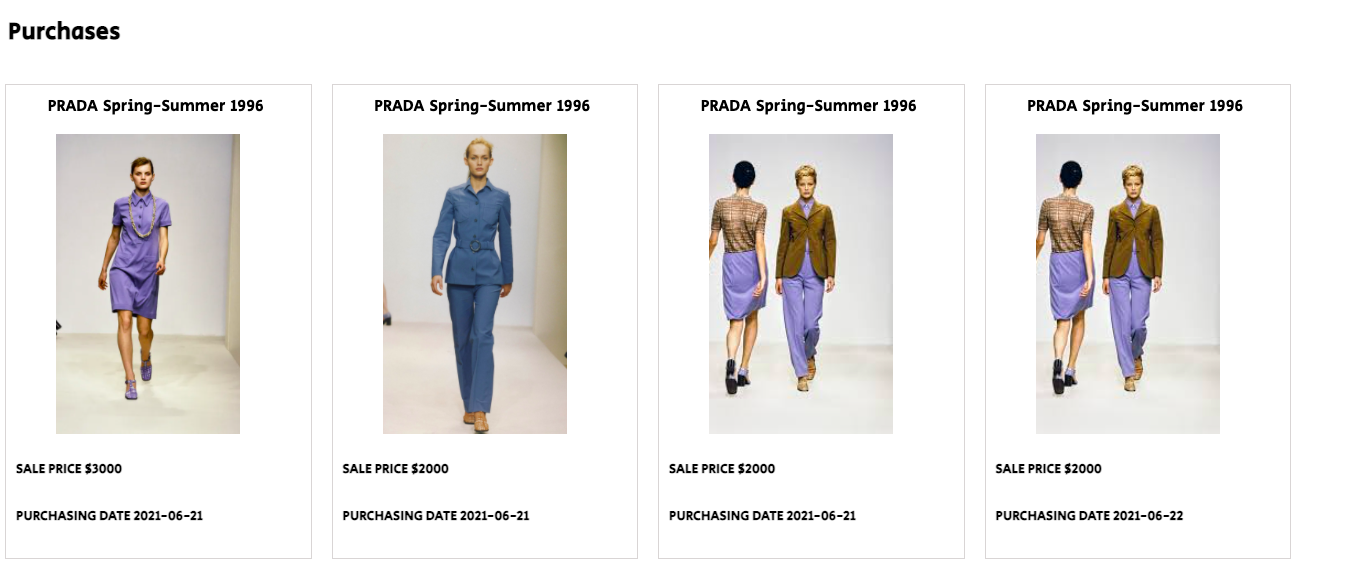 Purchases
PRADA Spring-Summer 1996
SALE PRICE $3000
PURCHASING DATE 2021-06-21
PRADA Spring-Summer 1996
SALE PRICE $2000
PURCHASING DATE 2021-06-21
PRADA Spring-Summer 1996
SALE PRICE $2000
PURCHASING DATE 2021-06-21
PRADA Spring-Summer 1996
SALE PRICE $2000
PURCHASING DATE 2021-06-22